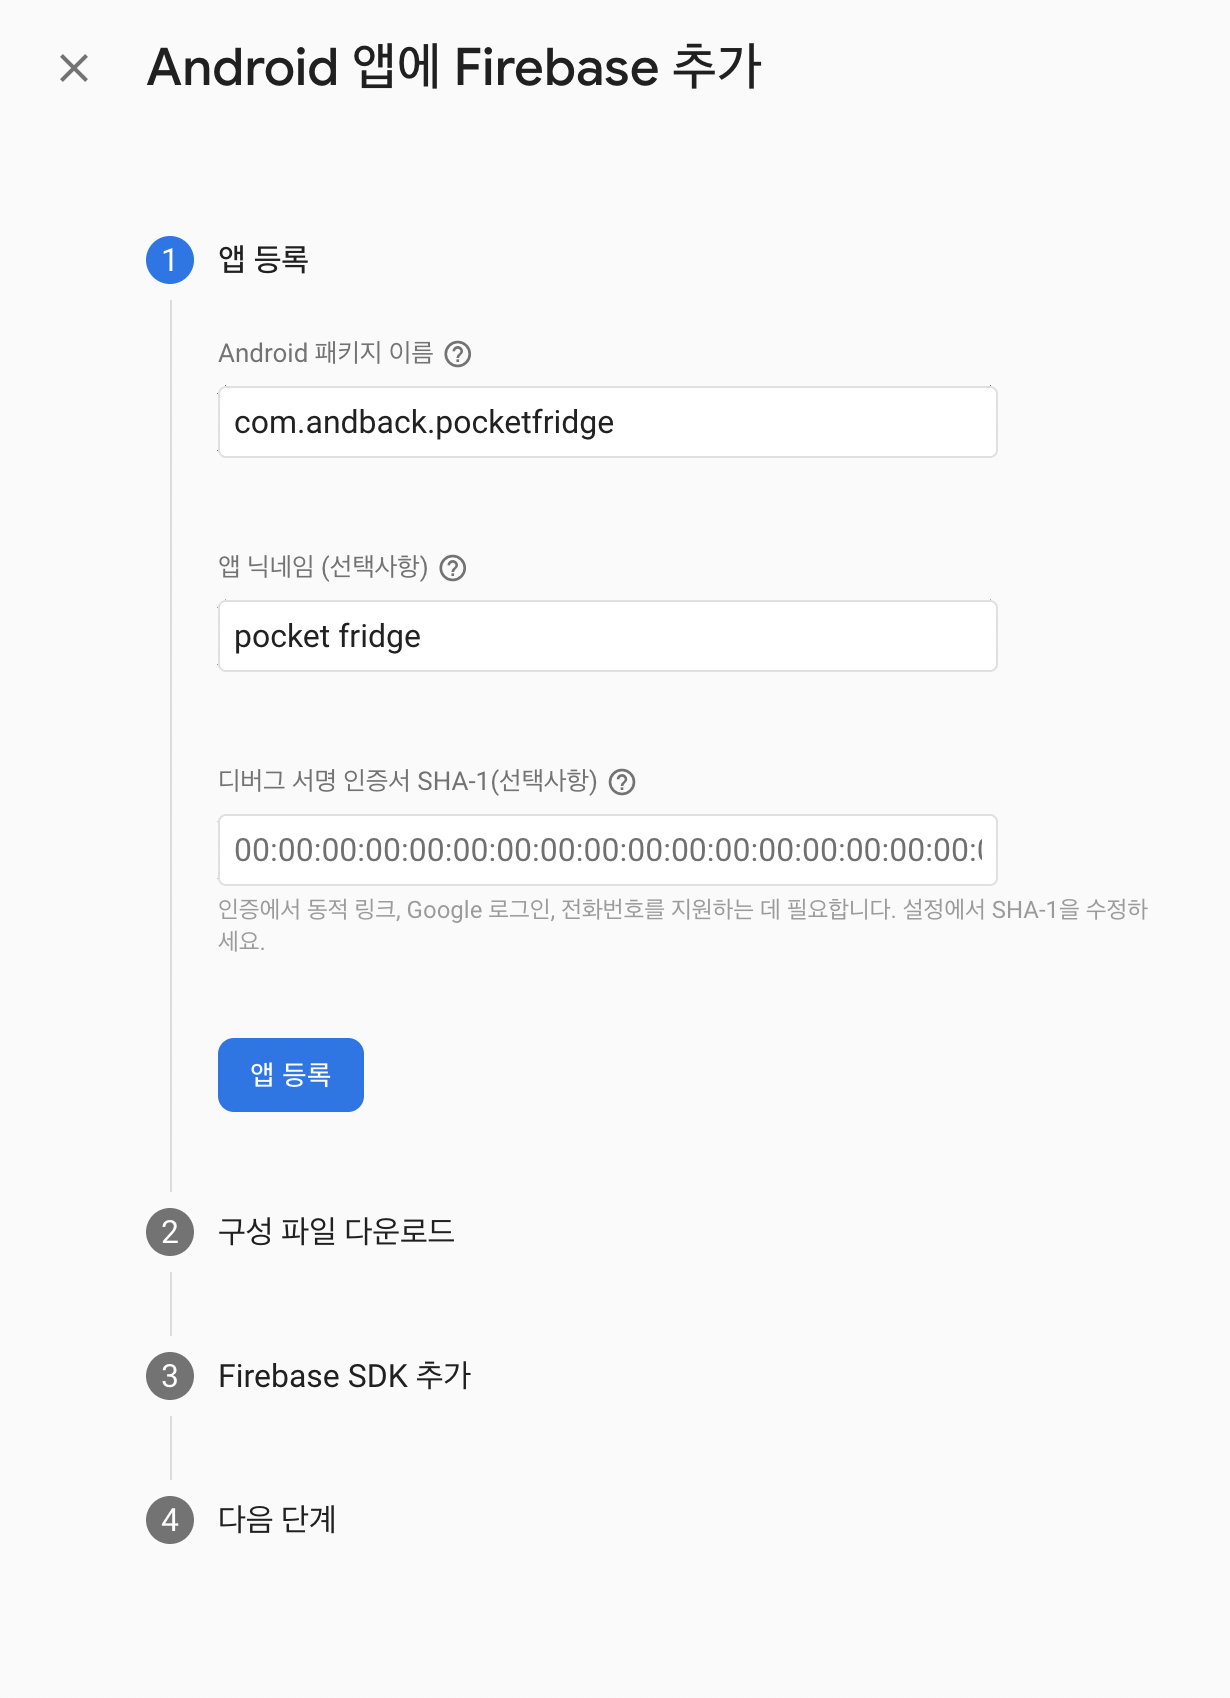 Android 앱에 Firebase 추가
1 앱 등록
Android 패키지 이름
com.andback.pocketfridge
앱 닉네임 (선택사항)
pocket fridge
디버그 서명 인증서 SHA-1(선택사항)
00:00:00:00:00:00:00:00:00:00:00:00:00:00:00:00:00:
인증에서 동적 링크, Google 로그인, 전화번호를 지원하는 데 필요합니다. 설정에서 SHA-1을 수정하
세요.
앱 등록
2 구성 파일 다운로드
3 Firebase SDK 추가
4 다음 단계